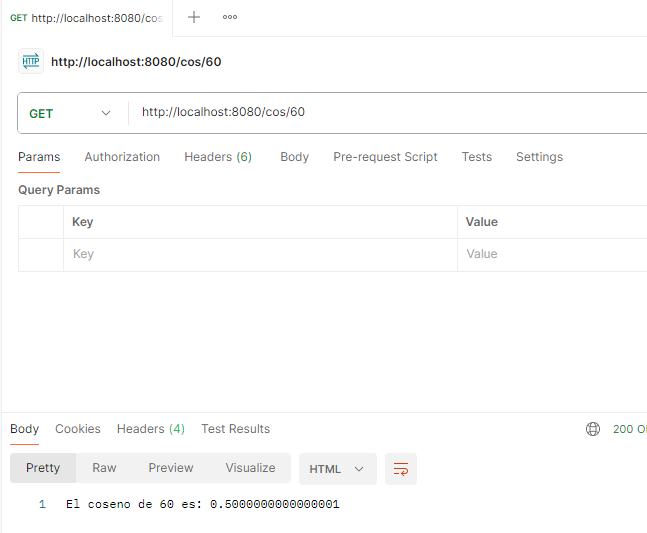 GET http://localhost:8080/cos
HTTP http://localhost:8080/cos/60
GET http://localhost:8080/cos/60
Params Authorization Headers (6) Body Pre-request Script Tests Settings
Query Params
Key Value
Key Value
Body Cookies Headers (4) Test Results 200 O
Pretty Raw Preview Visualize HTML
1 El coseno de 60 es: 0.5000000000000001